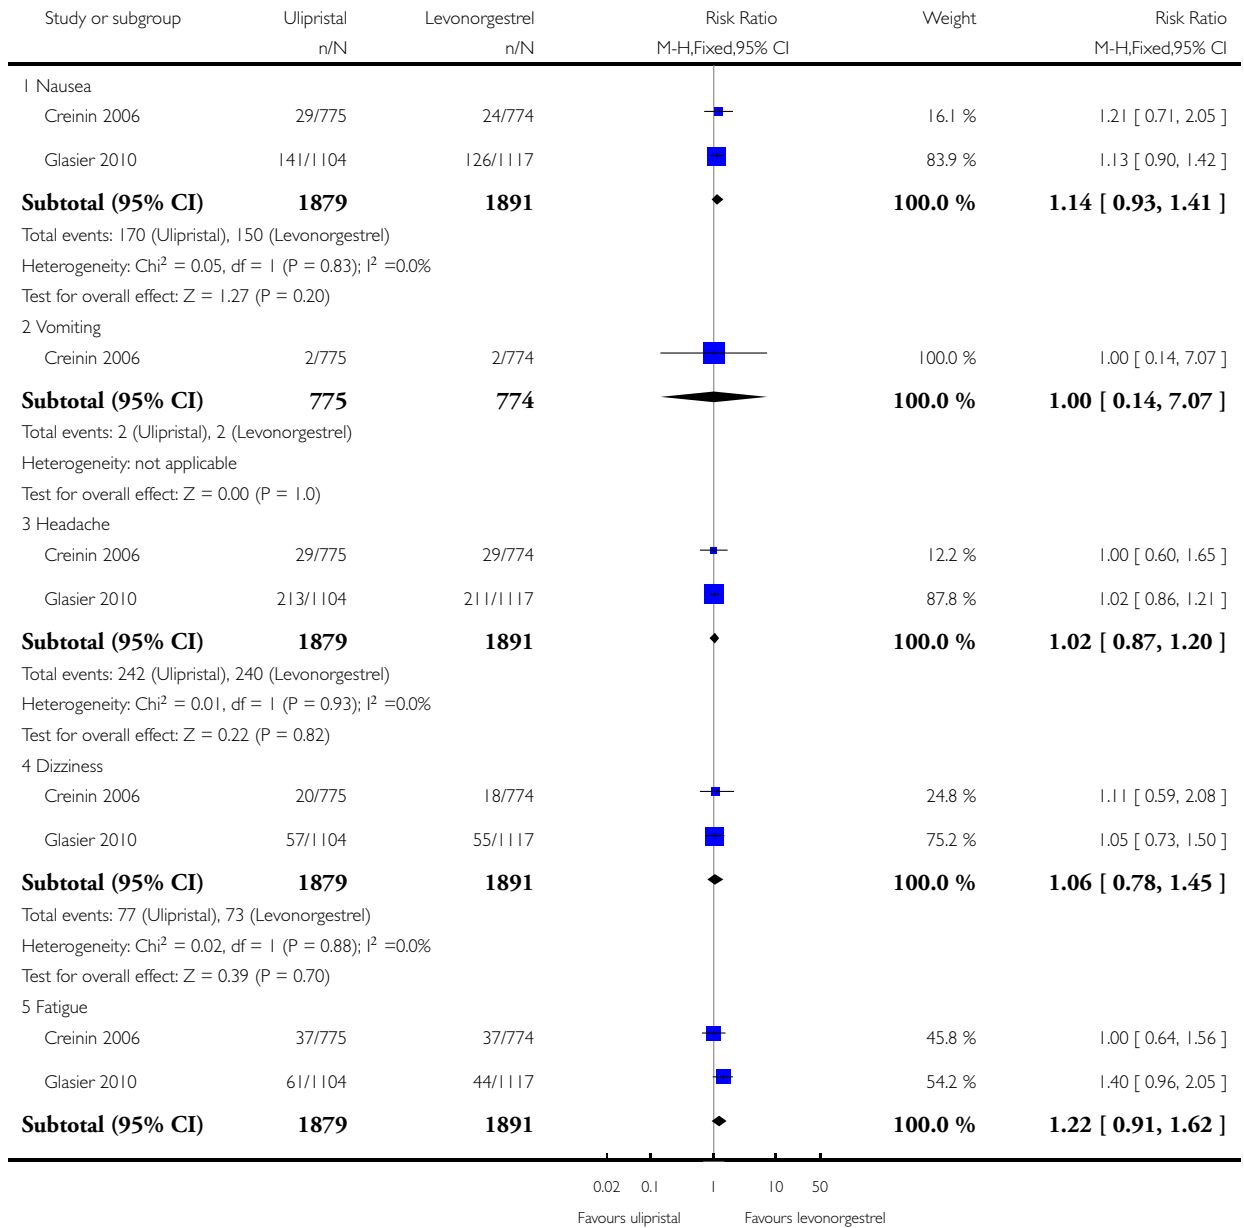 Study or subgroup Ulipristal Levonorgestrel Risk Ratio Weight Risk Ratio
n/N n/N M-H,Fixed,95% CI M-H,Fixed,95% CI
1 Nausea
Creinin 2006 29/775 24/774 16.1 % 1.21 [ 0.71, 2.05 ]
Glasier 2010 141/1104 126/1117 83.9 % 1.13 [ 0.90, 1.42 ]
Subtotal (95% CI) 1879 1891 100.0 % 1.14 [ 0.93, 1.41 ]
Total events: 170 (Ulipristal), 150 (Levonorgestrel)
Heterogeneity: Chi² = 0.05, df = 1 (P = 0.83); I² =0.0%
Test for overall effect: Z = 1.27 (P = 0.20)
2 Vomiting
Creinin 2006 2/775 2/774 100.0 % 1.00 [ 0.14, 7.07 ]
Subtotal (95% CI) 775 774 100.0 % 1.00 [ 0.14, 7.07 ]
Total events: 2 (Ulipristal), 2 (Levonorgestrel)
Heterogeneity: not applicable
Test for overall effect: Z = 0.00 (P = 1.0)
3 Headache
Creinin 2006 29/775 29/774 12.2 % 1.00 [ 0.60, 1.65 ]
Glasier 2010 213/1104 211/1117 87.8 % 1.02 [ 0.86, 1.21 ]
Subtotal (95% CI) 1879 1891 100.0 % 1.02 [ 0.87, 1.20 ]
Total events: 242 (Ulipristal), 240 (Levonorgestrel)
Heterogeneity: Chi² = 0.01, df = 1 (P = 0.93); I² =0.0%
Test for overall effect: Z = 0.22 (P = 0.82)
4 Dizziness
Creinin 2006 20/775 18/774 24.8 % 1.11 [ 0.59, 2.08 ]
Glasier 2010 57/1104 55/1117 75.2 % 1.05 [ 0.73, 1.50 ]
Subtotal (95% CI) 1879 1891 100.0 % 1.06 [ 0.78, 1.45 ]
Total events: 77 (Ulipristal), 73 (Levonorgestrel)
Heterogeneity: Chi² = 0.02, df = 1 (P = 0.88); I² =0.0%
Test for overall effect: Z = 0.39 (P = 0.70)
5 Fatigue
Creinin 2006 37/775 37/774 45.8 % 1.00 [ 0.64, 1.56 ]
Glasier 2010 61/1104 44/1117 54.2 % 1.40 [ 0.96, 2.05 ]
Subtotal (95% CI) 1879 1891 100.0 % 1.22 [ 0.91, 1.62 ]
0.02 0.1 1 10 50
Favours ulipristal Favours levonorgestrel